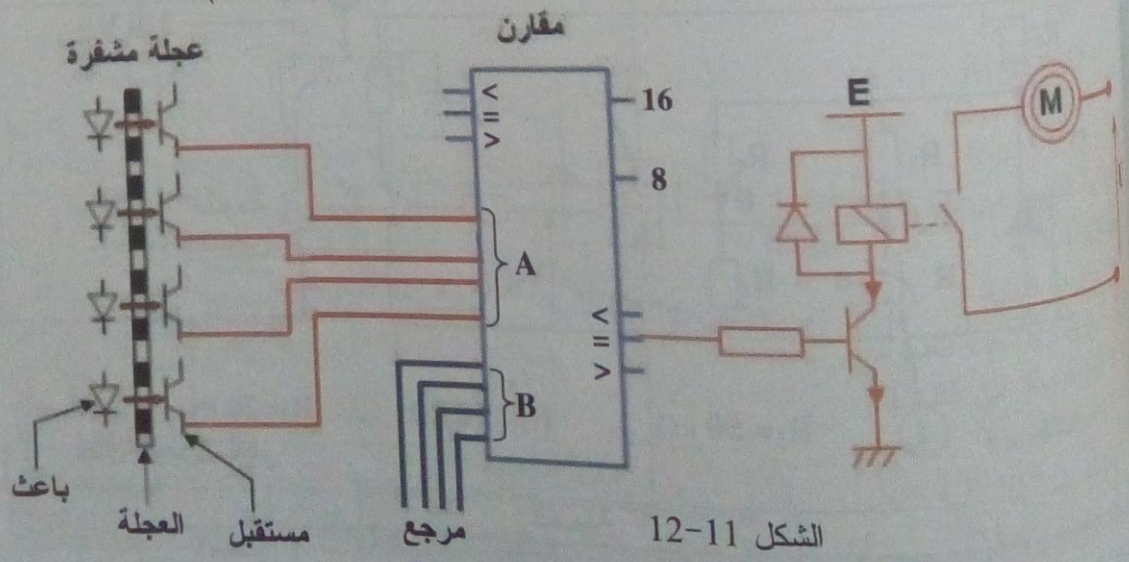 مقارن
عجلة مشفرة
<
=
>
16
8
E
M
A
<
=
>
B
باعث
العجلة
مستقبل
مرجع
الشكل 11-12